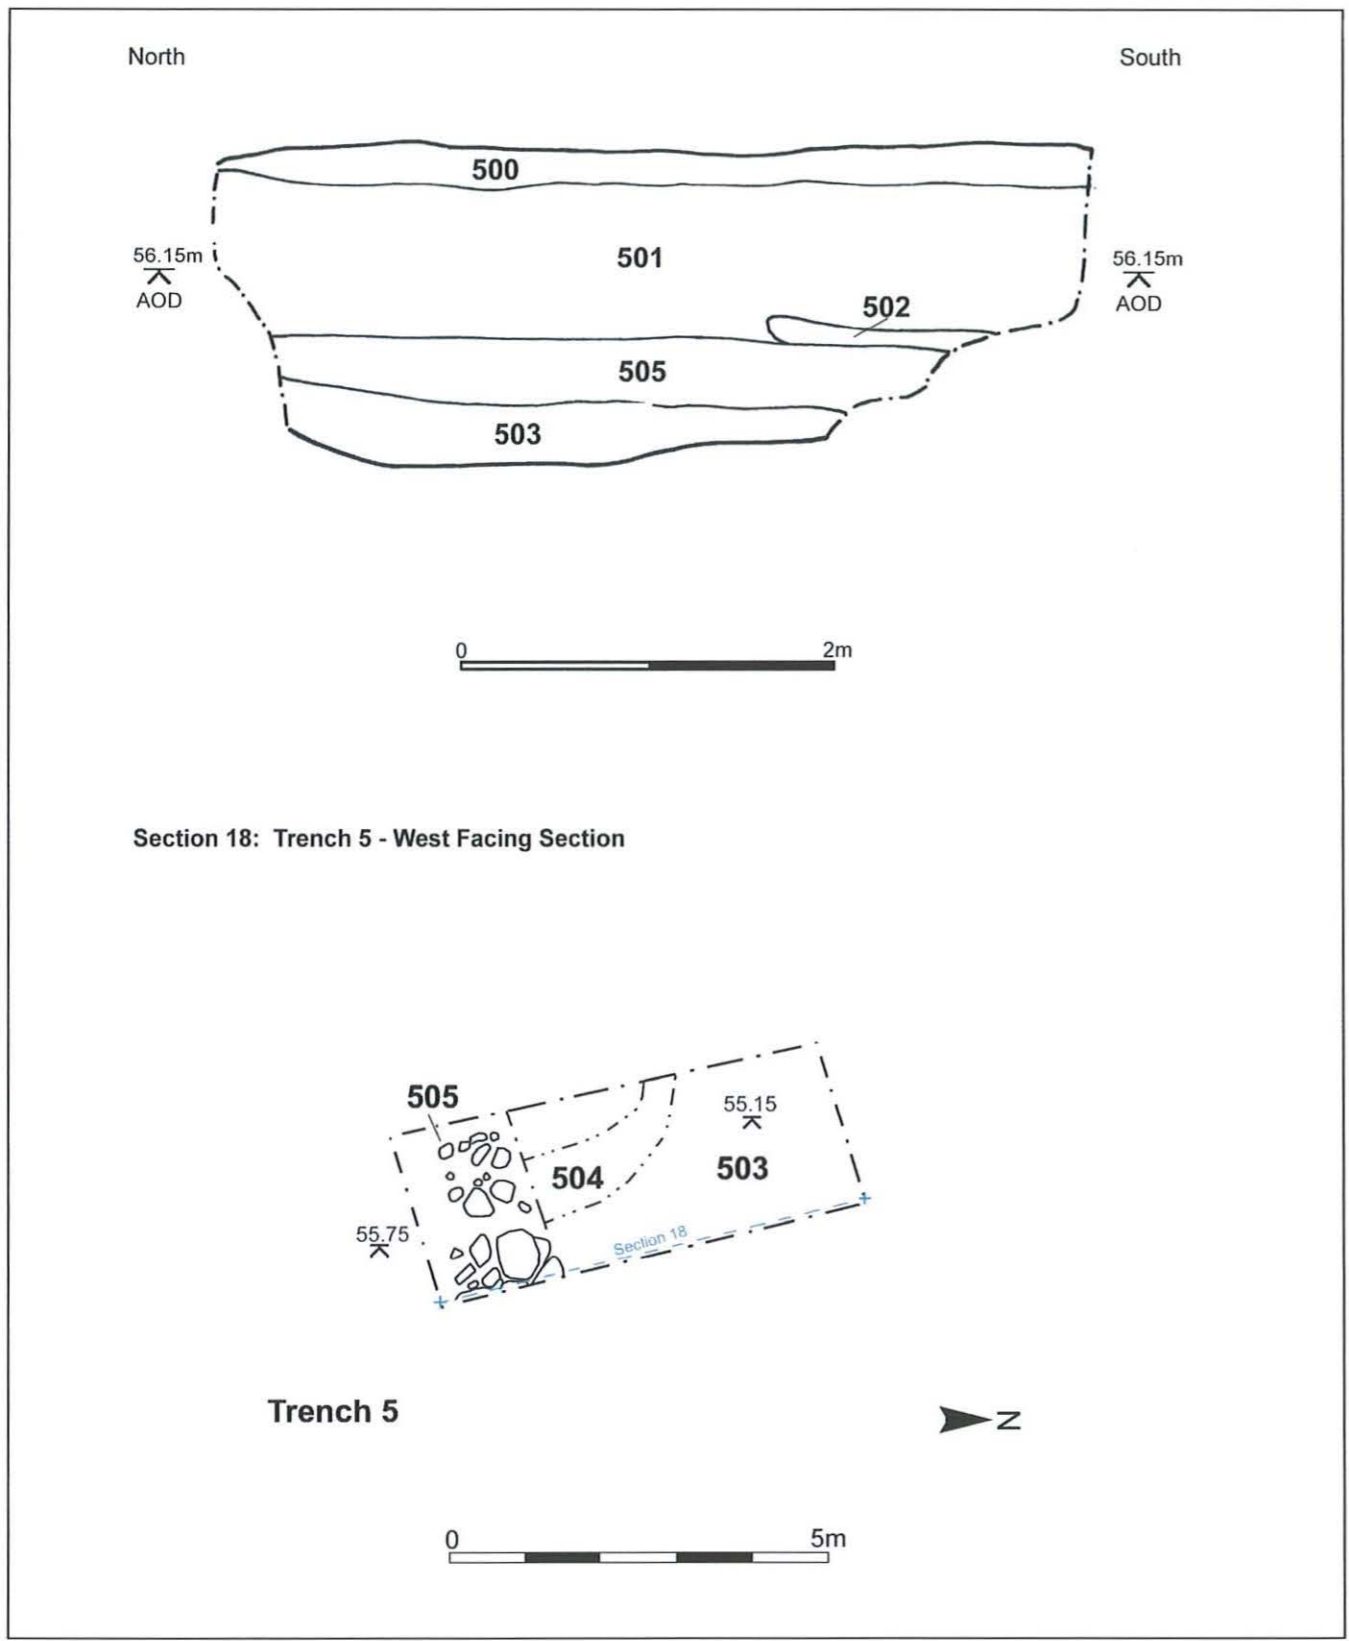 North
South
500
501
56.15m
AOD
56.15m
AOD
502
505
503
0 2m
Section 18: Trench 5 - West Facing Section
505
55.15
504
503
55.75
Section 18
Trench 5
N
0 5m